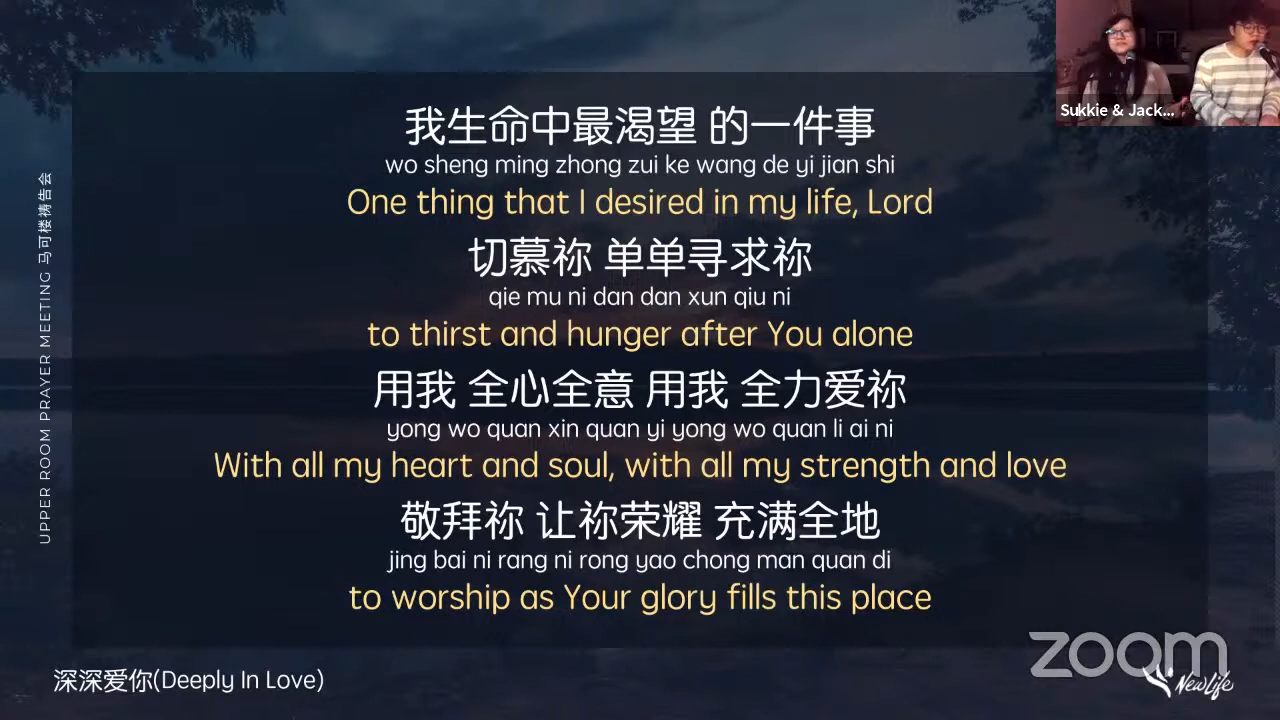 Sukkie & Jack...
我生命中最渴望 的一件事
wo sheng ming zhong zui ke wang de yi jian shi
One thing that I desired in my life, Lord
切慕祢 单单寻求祢
qie mu ni dan dan xun qiu ni
to thirst and hunger after You alone
用我 全心全意 用我 全力爱祢
yong wo quan xin quan yi yong wo quan li ai ni
With all my heart and soul, with all my strength and love
敬拜祢 让祢荣耀 充满全地
jing bai ni rang ni rong yao chong man quan di
to worship as Your glory fills this place
UPPER ROOM PRAYER MEETING 马可楼祷告会
深深爱你(Deeply In Love)
zoom
New Life